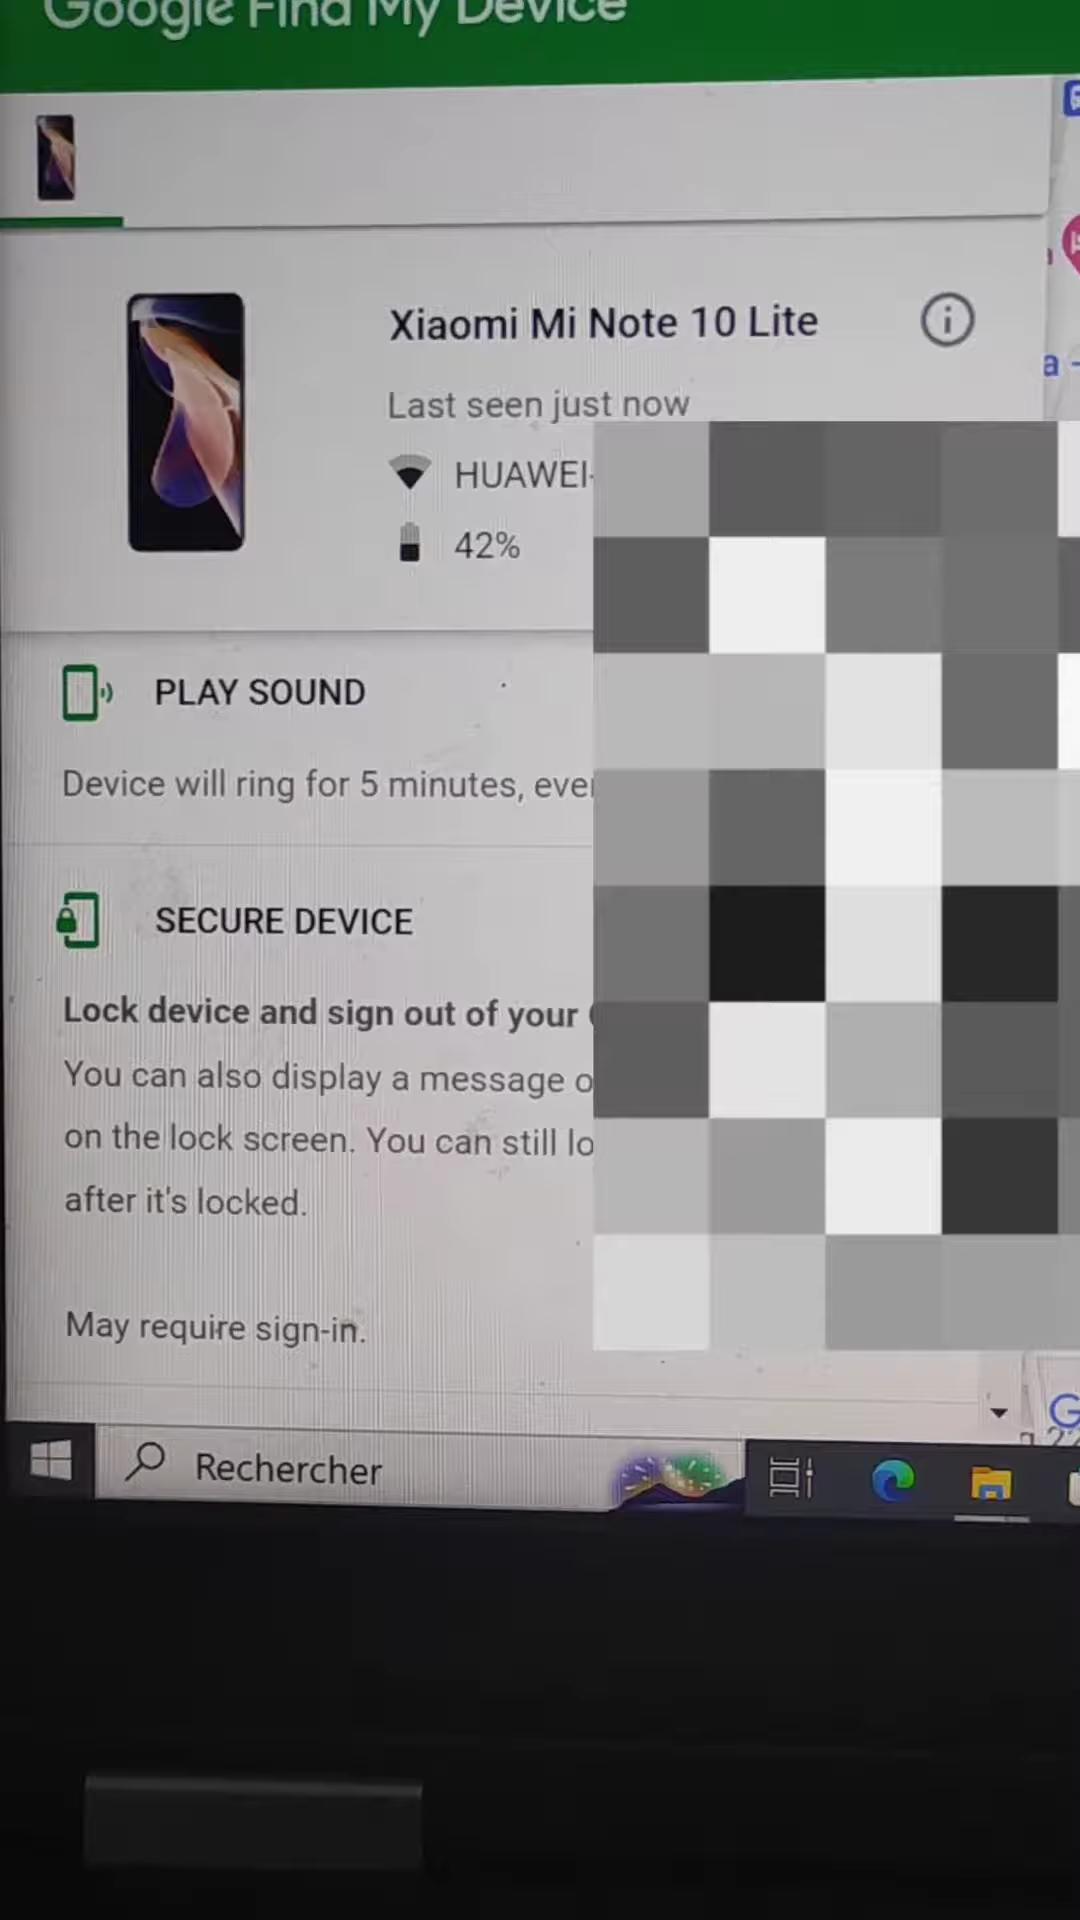 Google Find My Device
Xiaomi Mi Note 10 Lite
Last seen just now
HUAWEI-
42%
PLAY SOUND
Device will ring for 5 minutes,
SECURE DEVICE
Lock device and sign out of your
You can also display a message
on the lock screen. You can still
after it's locked.
May require sign-in.
Rechercher